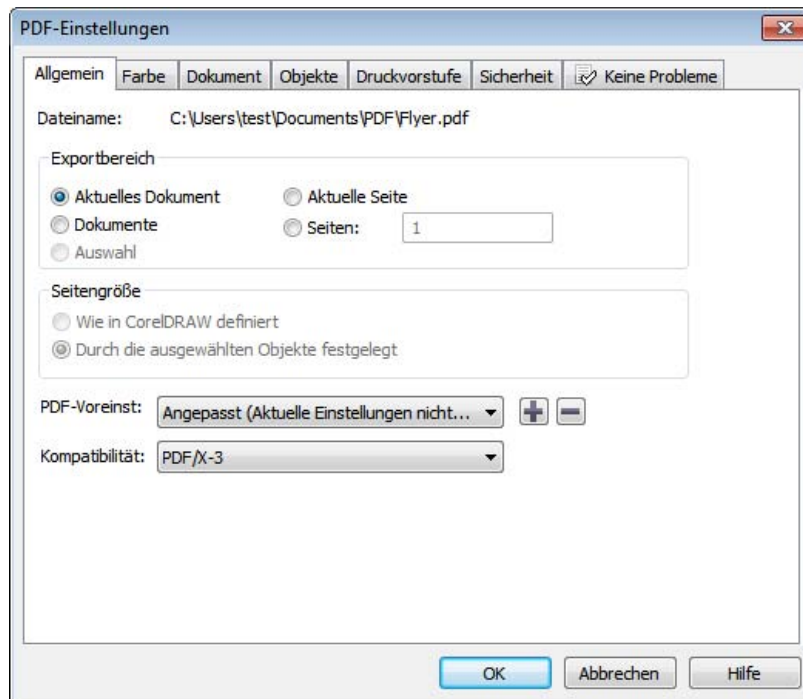 PDF-Einstellungen
Allgemein Farbe Dokument Objekte Druckvorstufe Sicherheit Keine Probleme
Dateiname: C:\Users\test\Documents\PDF\Flyer.pdf
Exportbereich
Aktuelles Dokument Aktuelle Seite
Dokumente Seiten: 1
Auswahl
Seitengröße
Wie in CorelDRAW definiert
Durch die ausgewählten Objekte festgelegt
PDF-Voreinst: Angepasst (Aktuelle Einstellungen nicht...
Kompatibilität: PDF/X-3
OK Abbrechen Hilfe